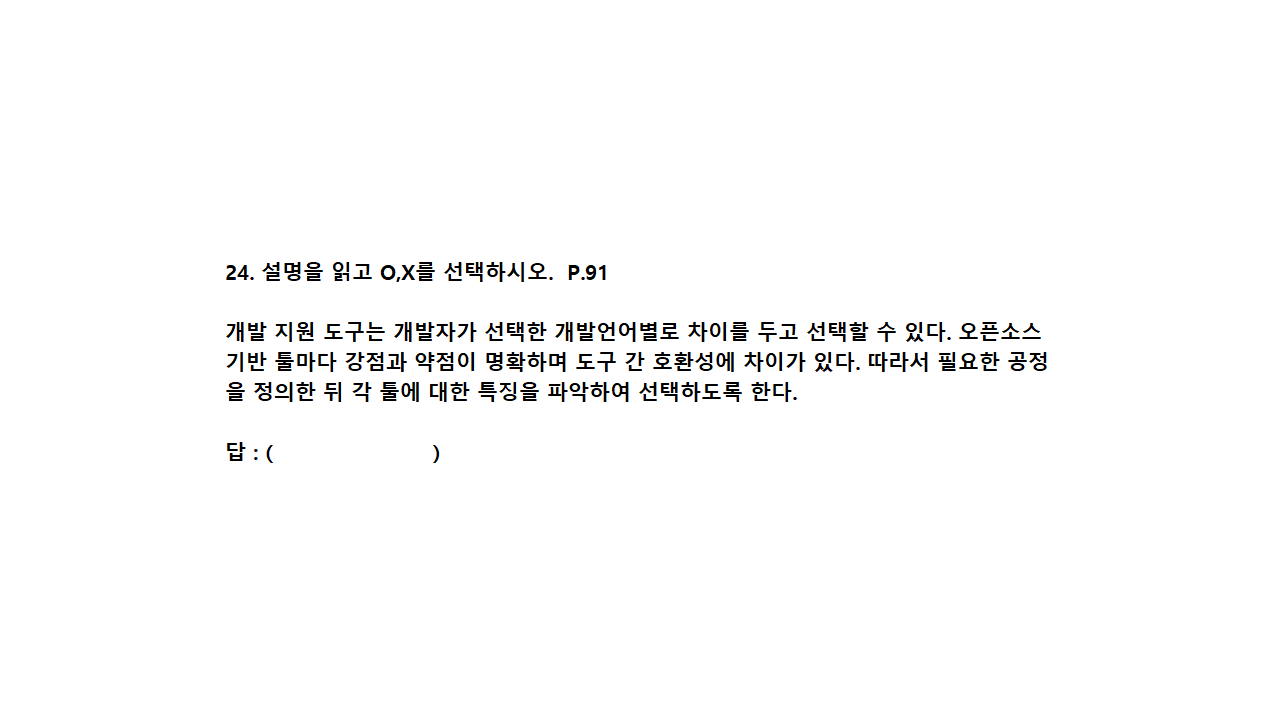 24. 설명을 읽고 O,X를 선택하시오.  P.91
개발 지원 도구는 개발자가 선택한 개발언어별로 차이를 두고 선택할 수 있다. 오픈소스
기반 툴마다 강점과 약점이 명확하며 도구 간 호환성에 차이가 있다. 따라서 필요한 공정
을 정의한 뒤 각 툴에 대한 특징을 파악하여 선택하도록 한다.
답 : (                         )